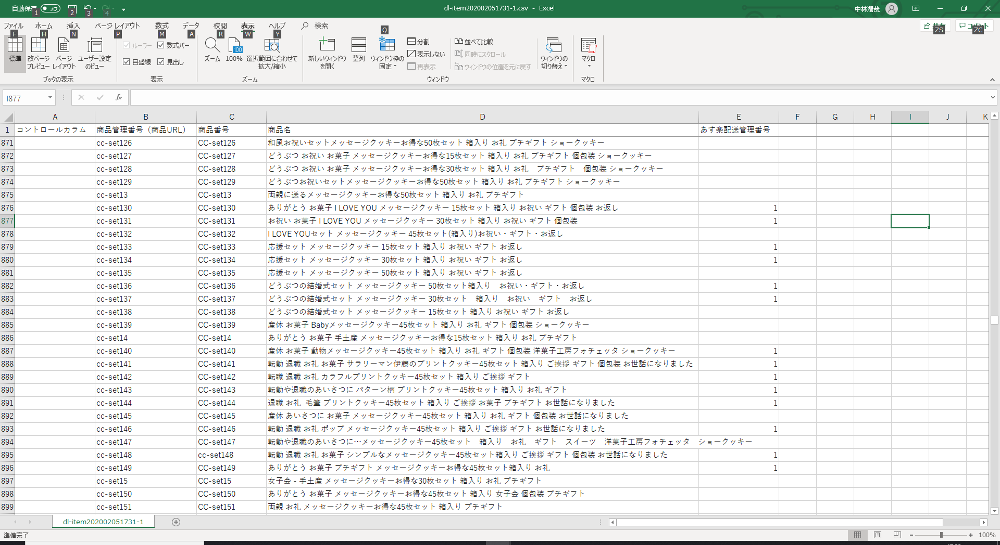 自動保存 オフ 1 2 3 4 dl-item202002051731-1.csv - Excel 中林潤哉
ファイル ホーム 挿入 ページ レイアウト 数式 データ 校閲 表示 ヘルプ 検索 共有 コメント
F H N P M A R W Y Q ZS ZC
標準 改ページ プレビュー ページ レイアウト ユーザー設定 のビュー
ルーラー 数式バー
目盛線 見出し
ズーム 100% 選択範囲に合わせて 拡大/縮小
新しいウィンドウ を開く 整列 ウィンドウ枠の 固定
分割
表示しない
再表示
並べて比較
同時にスクロール
ウィンドウの位置を元に戻す
ウィンドウの 切り替え マクロ
ブックの表示 表示 ズーム ウィンドウ マクロ
I877 fx
A B C D E F G H I J K
1 コントロールカラム 商品管理番号（商品URL） 商品番号 商品名 あす楽配送管理番号
871 cc-set126 CC-set126 和風お祝いセットメッセージクッキーお得な50枚セット 箱入り お礼 プチギフト ショークッキー
872 cc-set127 CC-set127 どうぶつ お祝い お菓子 メッセージクッキーお得な15枚セット 箱入り お礼 プチギフト 個包装 ショークッキー
873 cc-set128 CC-set128 どうぶつ お祝い お菓子 メッセージクッキーお得な30枚セット 箱入り お礼　プチギフト　個包装 ショークッキー
874 cc-set129 CC-set129 どうぶつお祝いセットメッセージクッキーお得な50枚セット 箱入り お礼 プチギフト ショークッキー
875 cc-set13 CC-set13 両親に送るメッセージクッキーお得な50枚セット 箱入り お礼 プチギフト
876 cc-set130 CC-set130 ありがとう お菓子 I LOVE YOU メッセージクッキー 15枚セット 箱入り お祝い ギフト 個包装 お返し 1
877 cc-set131 CC-set131 お祝い お菓子 I LOVE YOU メッセージクッキー 30枚セット 箱入り お祝い ギフト 個包装 1
878 cc-set132 CC-set132 I LOVE YOUセット メッセージクッキー 45枚セット(箱入り)お祝い・ギフト・お返し
879 cc-set133 CC-set133 応援セット メッセージクッキー 15枚セット 箱入り お祝い ギフト お返し 1
880 cc-set134 CC-set134 応援セット メッセージクッキー 30枚セット 箱入り お祝い ギフト お返し 1
881 cc-set135 CC-set135 応援セット メッセージクッキー 50枚セット 箱入り お祝い ギフト お返し
882 cc-set136 CC-set136 どうぶつの結婚式セット メッセージクッキー 50枚セット箱入り　お祝い・ギフト・お返し 1
883 cc-set137 CC-set137 どうぶつの結婚式セット メッセージクッキー 30枚セット　箱入り　お祝い　ギフト　お返し 1
884 cc-set138 CC-set138 どうぶつの結婚式セット メッセージクッキー 15枚セット 箱入り お祝い ギフト お返し
885 cc-set139 CC-set139 産休 お菓子 Babyメッセージクッキー45枚セット 箱入り お礼 ギフト 個包装 ショークッキー
886 cc-set14 CC-set14 ありがとう お菓子 手土産 メッセージクッキーお得な15枚セット 箱入り お礼 プチギフト
887 cc-set140 CC-set140 産休 お菓子 動物メッセージクッキー45枚セット 箱入り お礼 ギフト 個包装 洋菓子工房フォチェッタ ショークッキー 1
888 cc-set141 CC-set141 転勤 退職 お礼 お菓子 サラリーマン伊藤のプリントクッキー45枚セット 箱入り ご挨拶 ギフト 個包装 お世話になりました 1
889 cc-set142 CC-set142 転職 退職 お礼 カラフルプリントクッキー45枚セット 箱入り ご挨拶 ギフト 1
890 cc-set143 CC-set143 転勤や退職のあいさつに パターン柄 プリントクッキー45枚セット 箱入り お礼 ギフト 1
891 cc-set144 CC-set144 退職 お礼 毛筆 プリントクッキー45枚セット 箱入り ご挨拶 お菓子 プチギフト お世話になりました 1
892 cc-set145 CC-set145 産休 あいさつに お菓子 メッセージクッキー45枚セット 箱入り お礼 ギフト 個包装 お世話になりました
893 cc-set146 CC-set146 転勤 退職 お礼 ポップ メッセージクッキー45枚セット 箱入り ご挨拶 ギフト お世話になりました 1
894 cc-set147 CC-set147 転勤や退職のあいさつに…メッセージクッキー45枚セット　箱入り　お礼　ギフト　スイーツ　洋菓子工房フォチェッタ　ショークッキー
895 cc-set148 cc-set148 転勤 退職 お礼 お菓子 シンプルなメッセージクッキー45枚セット箱入り ご挨拶 ギフト 個包装 お世話になりました 1
896 cc-set149 CC-set149 ありがとう お菓子 プチギフト メッセージクッキーお得な45枚セット箱入り お礼 1
897 cc-set15 CC-set15 女子会 - 手土産 メッセージクッキーお得な30枚セット 箱入り お礼 プチギフト
898 cc-set150 CC-set150 ありがとう お菓子 メッセージクッキーお得な45枚セット 箱入り 女子会 個包装 プチギフト
899 cc-set151 CC-set151 両親 お礼 メッセージクッキーお得な45枚セット 箱入り プチギフト
dl-item202002051731-1
準備完了 100%